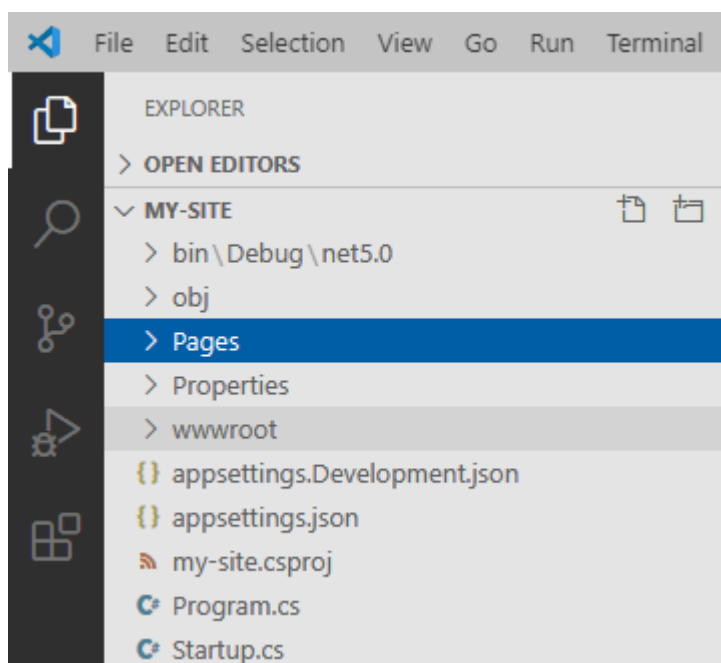 File Edit Selection View Go Run Terminal
EXPLORER
OPEN EDITORS
MY-SITE
bin\Debug\net5.0
obj
Pages
Properties
wwwroot
{} appsettings.Development.json
{} appsettings.json
my-site.csproj
C# Program.cs
C# Startup.cs